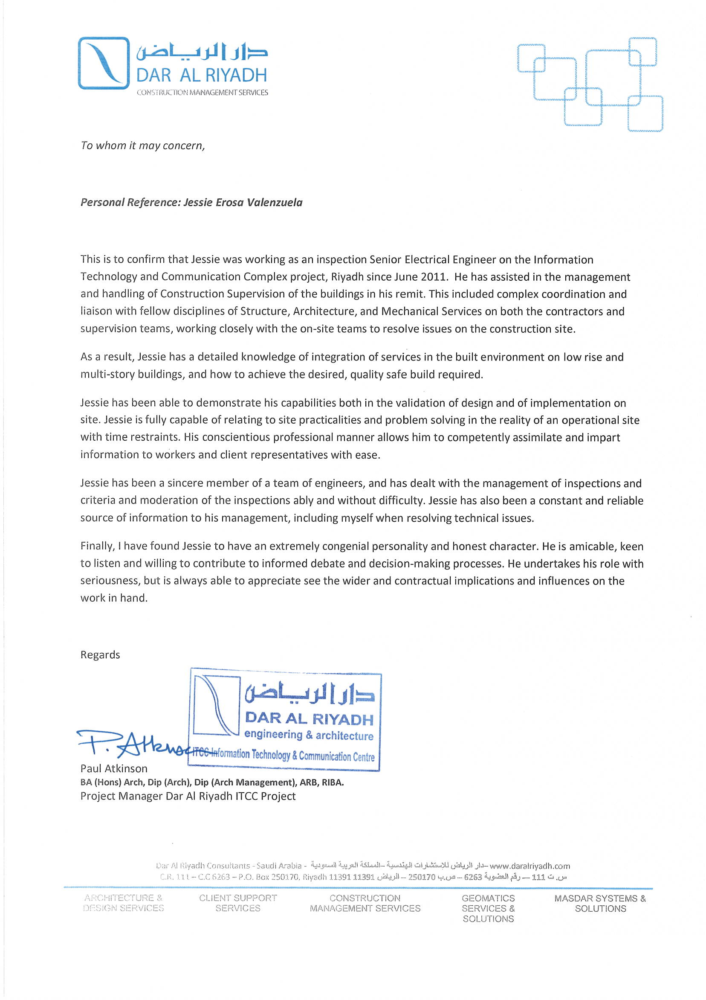 دار الرياض
DAR AL RIYADH
CONSTRUCTION MANAGEMENT SERVICES
To whom it may concern,
Personal Reference: Jessie Erosa Valenzuela
This is to confirm that Jessie was working as an inspection Senior Electrical Engineer on the Information
Technology and Communication Complex project, Riyadh since June 2011. He has assisted in the management
and handling of Construction Supervision of the buildings in his remit. This included complex coordination and
liaison with fellow disciplines of Structure, Architecture, and Mechanical Services on both the contractors and
supervision teams, working closely with the on-site teams to resolve issues on the construction site.
As a result, Jessie has a detailed knowledge of integration of services in the built environment on low rise and
multi-story buildings, and how to achieve the desired, quality safe build required.
Jessie has been able to demonstrate his capabilities both in the validation of design and of implementation on
site. Jessie is fully capable of relating to site practicalities and problem solving in the reality of an operational site
with time restraints. His conscientious professional manner allows him to competently assimilate and impart
information to workers and client representatives with ease.
Jessie has been a sincere member of a team of engineers, and has dealt with the management of inspections and
criteria and moderation of the inspections ably and without difficulty. Jessie has also been a constant and reliable
source of information to his management, including myself when resolving technical issues.
Finally, I have found Jessie to have an extremely congenial personality and honest character. He is amicable, keen
to listen and willing to contribute to informed debate and decision-making processes. He undertakes his role with
seriousness, but is always able to appreciate see the wider and contractual implications and influences on the
work in hand.
Regards
دار الرياض
DAR AL RIYADH
engineering & architecture
ITCC-Information Technology & Communication Centre
P. Atkinson
Paul Atkinson
BA (Hons) Arch, Dip (Arch), Dip (Arch Management), ARB, RIBA.
Project Manager Dar Al Riyadh ITCC Project
Dar Al Riyadh Consultants - Saudi Arabia - دار الرياض للاستشارات الهندسية – المملكة العربية السعودية – www.daralriyadh.com
C.R. 111 – C.C 6263 – P.O. Box 250170, Riyadh 11391 س. ت 111 — رقم العضوية 6263 – ص.ب 250170 – الرياض 11391
ARCHITECTURE &
DESIGN SERVICES
CLIENT SUPPORT
SERVICES
CONSTRUCTION
MANAGEMENT SERVICES
GEOMATICS
SERVICES &
SOLUTIONS
MASDAR SYSTEMS &
SOLUTIONS